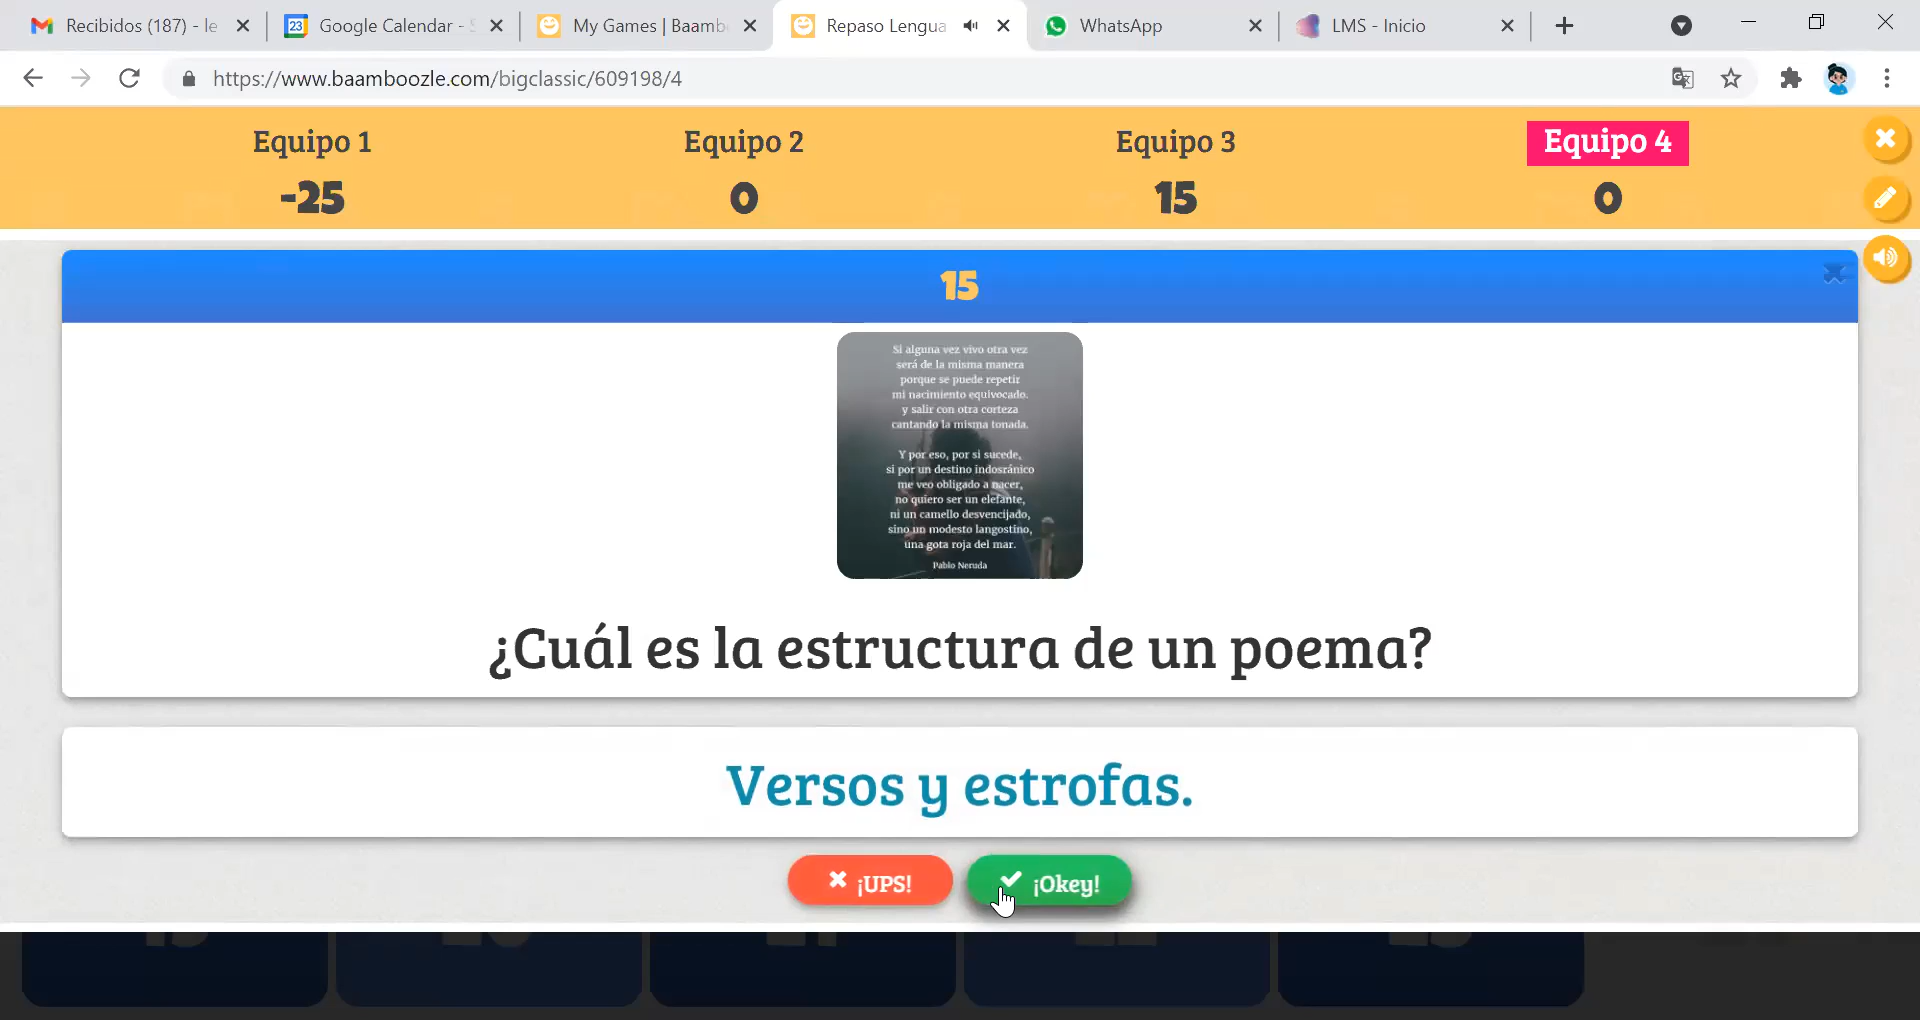 Recibidos (187) - le
23
Google Calendar - S
My Games | Baamb
Repaso Lengua
WhatsApp
LMS - Inicio
https://www.baamboozle.com/bigclassic/609198/4
Equipo 1
Equipo 2
Equipo 3
Equipo 4
-25
0
15
0
15
Si alguna vez vivo otra vez
será de la misma manera
porque se puede repetir
mi nacimiento equivocado.
y salir con otra corteza
cantando la misma tonada.
Y por eso, por si sucede,
si por un destino indosránico
me veo obligado a nacer,
no quiero ser un elefante,
ni un camello desvencijado,
sino un modesto langostino,
una gota roja del mar.
Pablo Neruda
¿Cuál es la estructura de un poema?
Versos y estrofas.
¡UPS!
¡Okey!